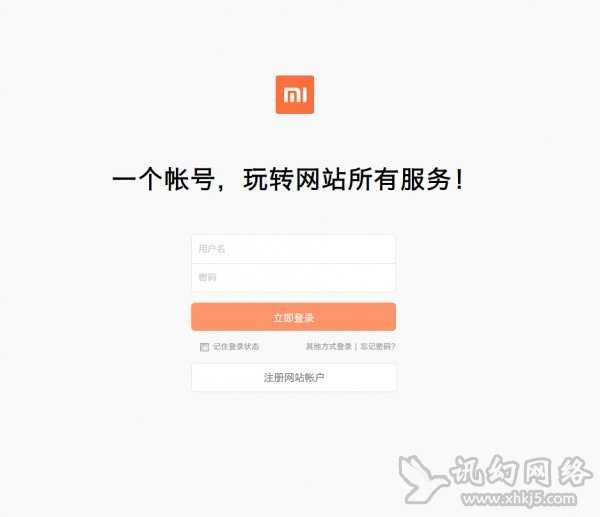 mi
一个帐号，玩转网站所有服务！
用户名
密码
立即登录
记住登录状态 其他方式登录 | 忘记密码?
注册网站帐户
讯幻网络
www.xhkj5.com